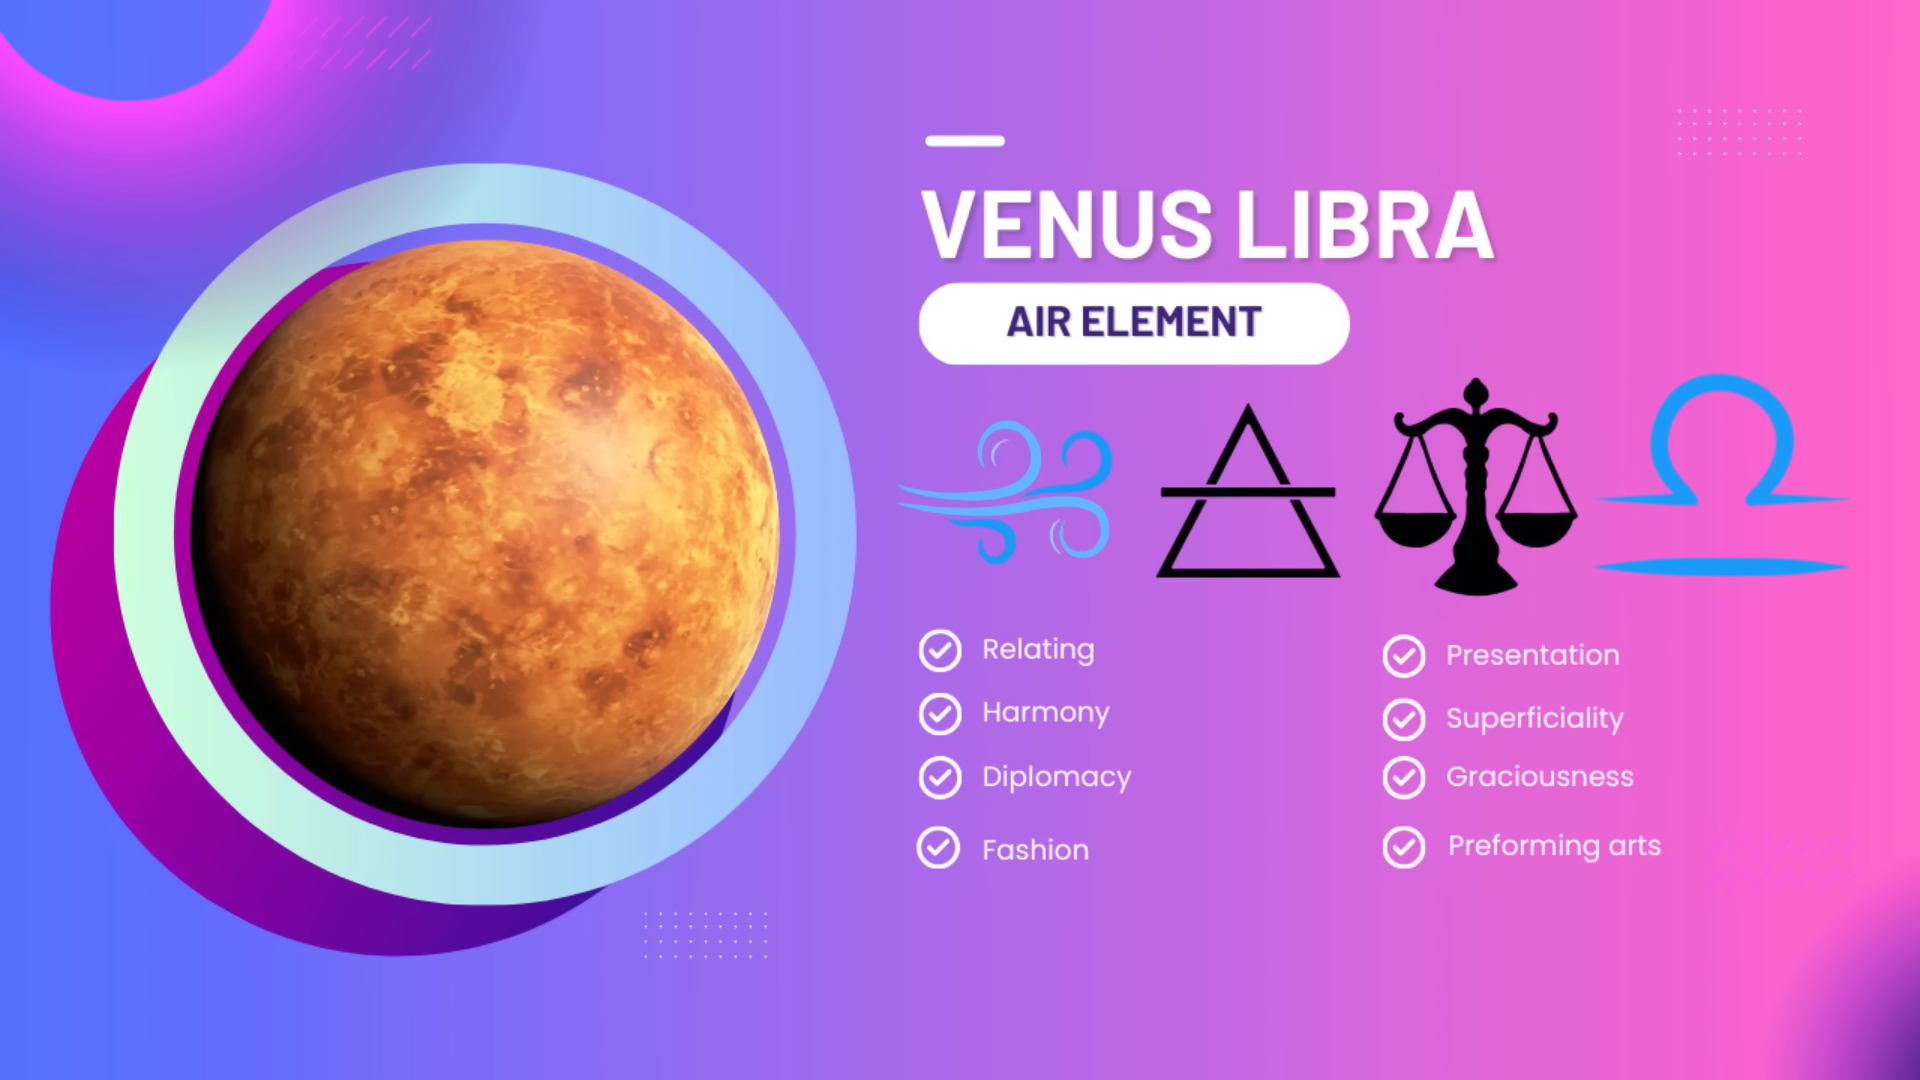 VENUS LIBRA
AIR ELEMENT
Relating
Harmony
Diplomacy
Fashion
Presentation
Superficiality
Graciousness
Preforming arts